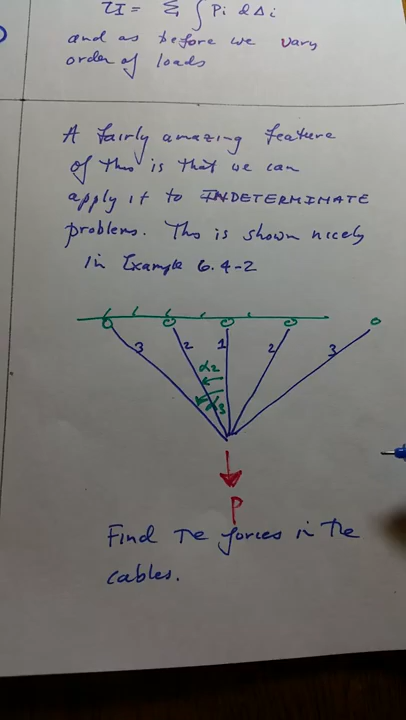 UI = Σ ∫ Pi dΔi
and as before we vary
order of loads
A fairly amazing feature
of this is that we can
apply it to INDETERMINATE
problems. This is shown nicely
in Example 6.4-2
3 2 1 2 3
α2
α3
P
Find the forces in the
cables.